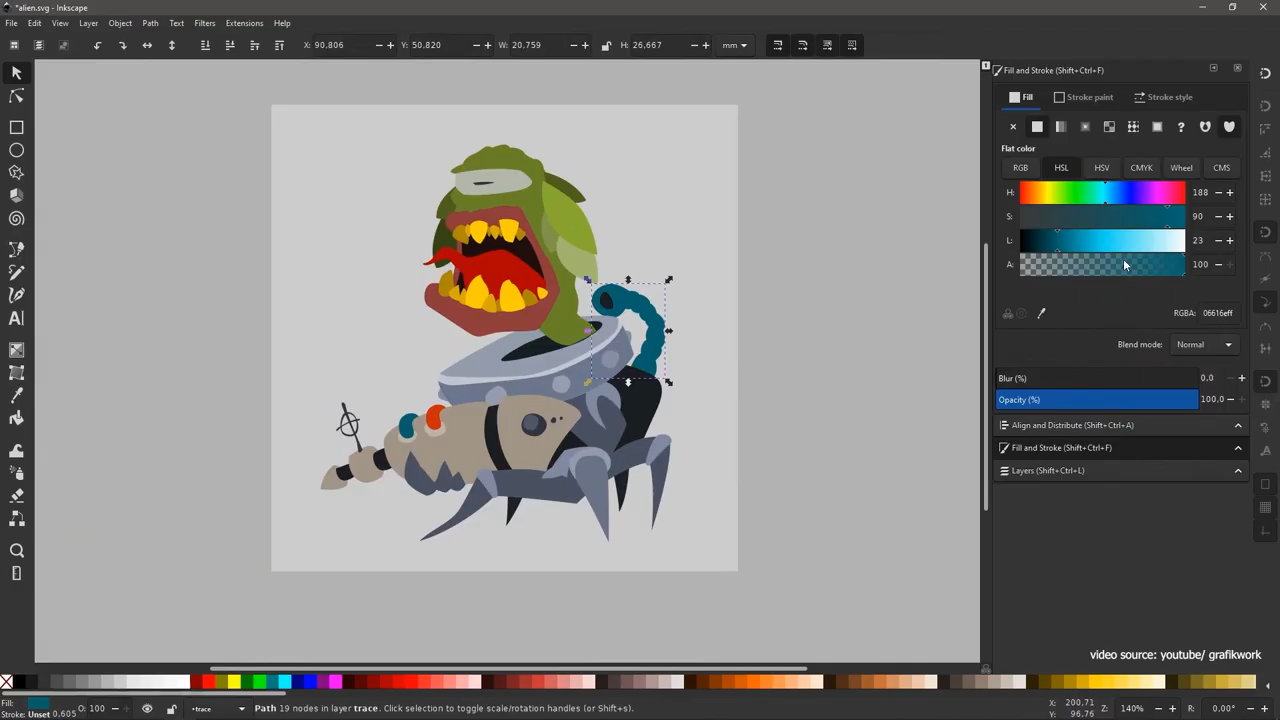 *alien.svg - Inkscape
File Edit View Layer Object Path Text Filters Extensions Help
X: 90.806 − + Y: 50.820 − + W: 20.759 − + H: 26.667 − + mm
1
Fill and Stroke (Shift+Ctrl+F)
Fill Stroke paint Stroke style
?
Flat color
RGB HSL HSV CMYK Wheel CMS
H: 188 − +
S: 90 − +
L: 23 − +
A: 100 − +
RGBA: 06616eff
Blend mode: Normal
Blur (%) 0.0 − +
Opacity (%) 100.0 − +
Align and Distribute (Shift+Ctrl+A)
Fill and Stroke (Shift+Ctrl+F)
Layers (Shift+Ctrl+L)
video source: youtube/ grafikwork
Fill: O: 100 -trace Path 19 nodes in layer trace. Click selection to toggle scale/rotation handles (or Shift+s). X: 200.71 Z: 140% − + R: 0.00° − +
Stroke: Unset 0.605 Y: 96.76